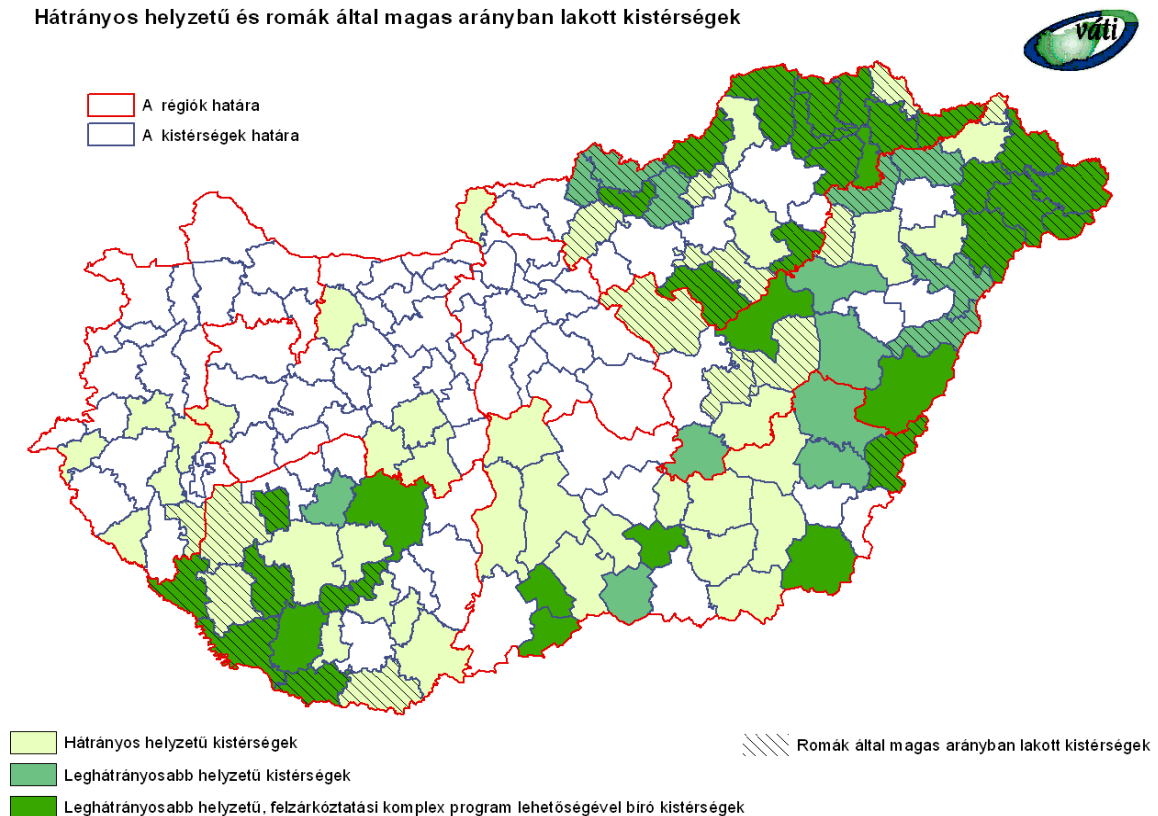 Hátrányos helyzetű és romák által magas arányban lakott kistérségek
váti
A régiók határa
A kistérségek határa
Hátrányos helyzetű kistérségek
Romák által magas arányban lakott kistérségek
Leghátrányosabb helyzetű kistérségek
Leghátrányosabb helyzetű, felzárkóztatási komplex program lehetőségével bíró kistérségek